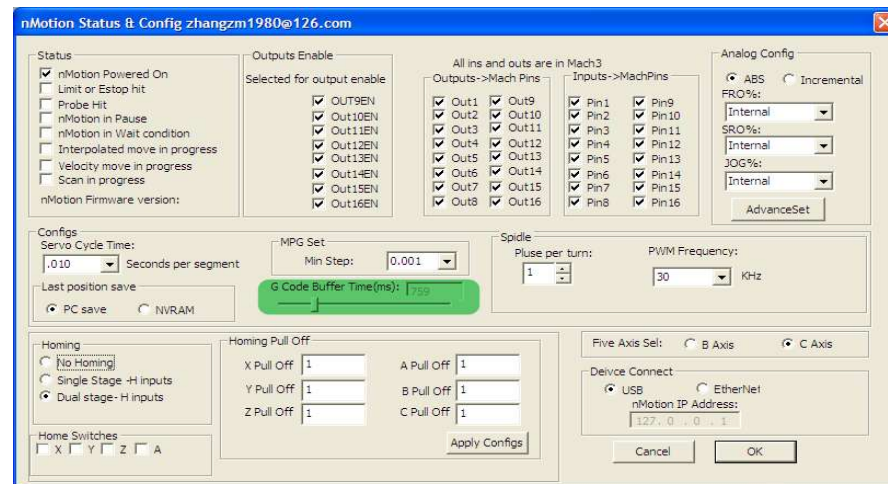 nMotion Status & Config zhangzm1980@126.com
Status
nMotion Powered On
Limit or Estop hit
Probe Hit
nMotion in Pause
nMotion in Wait condition
Interpolated move in progress
Velocity move in progress
Scan in progress
nMotion Firmware version:
Outputs Enable
Selected for output enable
OUT9EN
Out10EN
Out11EN
Out12EN
Out13EN
Out14EN
Out15EN
Out16EN
All ins and outs are in Mach3
Outputs->Mach Pins
Out1 Out9
Out2 Out10
Out3 Out11
Out4 Out12
Out5 Out13
Out6 Out14
Out7 Out15
Out8 Out16
Inputs->MachPins
Pin1 Pin9
Pin2 Pin10
Pin3 Pin11
Pin4 Pin12
Pin5 Pin13
Pin6 Pin14
Pin7 Pin15
Pin8 Pin16
Analog Config
ABS Incremental
FRO%:
Internal
SRO%:
Internal
JOG%:
Internal
AdvanceSet
Configs
Servo Cycle Time:
.010 Seconds per segment
Last position save
PC save NVRAM
MPG Set
Min Step: 0.001
G Code Buffer Time(ms): 759
Spidle
Pluse per turn:
1
PWM Frequency:
30 KHz
Homing
No Homing
Single Stage -H inputs
Dual stage- H inputs
Home Switches
X Y Z A
Homing Pull Off
X Pull Off 1 A Pull Off 1
Y Pull Off 1 B Pull Off 1
Z Pull Off 1 C Pull Off 1
Apply Configs
Five Axis Sel: B Axis C Axis
Deivce Connect
USB EtherNet
nMotion IP Address:
127. 0 . 0 . 1
Cancel OK